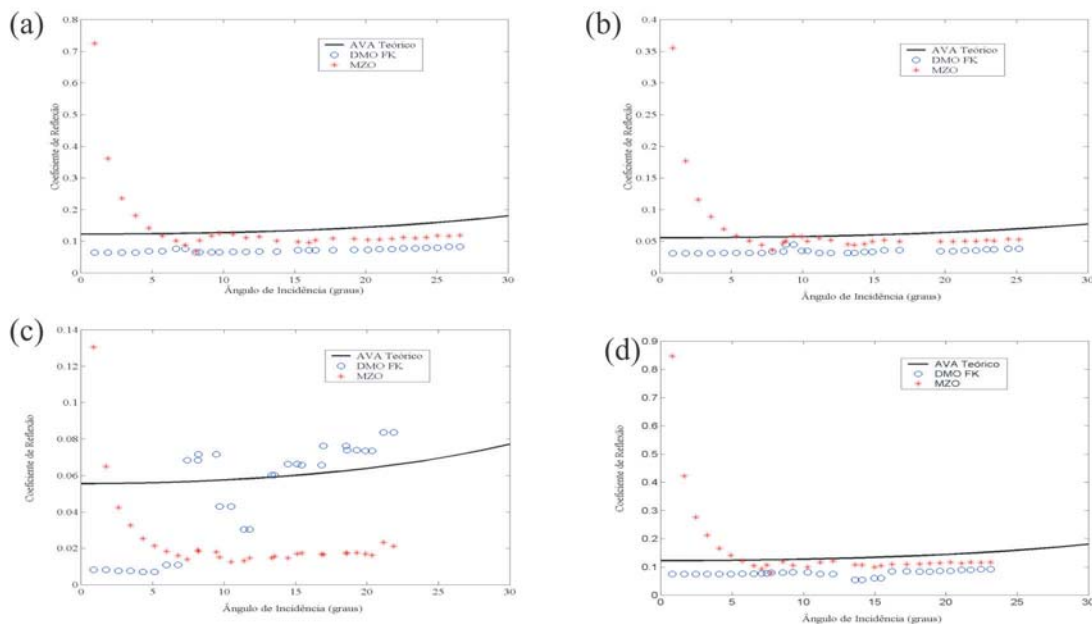 (a)
0.8
0.7
0.6
0.5
0.4
0.3
0.2
0.1
0
Coeficiente de Reflexão
AVA Teórico
DMO FK
MZO
0 5 10 15 20 25 30
Ângulo de Incidência (graus)
(b)
0.4
0.35
0.3
0.25
0.2
0.15
0.1
0.05
0
Coeficiente de Reflexão
AVA Teórico
DMO FK
MZO
0 5 10 15 20 25 30
Ângulo de Incidência (graus)
(c)
0.14
0.12
0.1
0.08
0.06
0.04
0.02
0
Coeficiente de Reflexão
AVA Teórico
DMO FK
MZO
0 5 10 15 20 25 30
Ângulo de Incidência (graus)
(d)
0.9
0.8
0.7
0.6
0.5
0.4
0.3
0.2
0.1
0
Coeficiente de Reflexão
AVA Teórico
DMO FK
MZO
0 5 10 15 20 25 30
Ângulo de Incidência (graus)